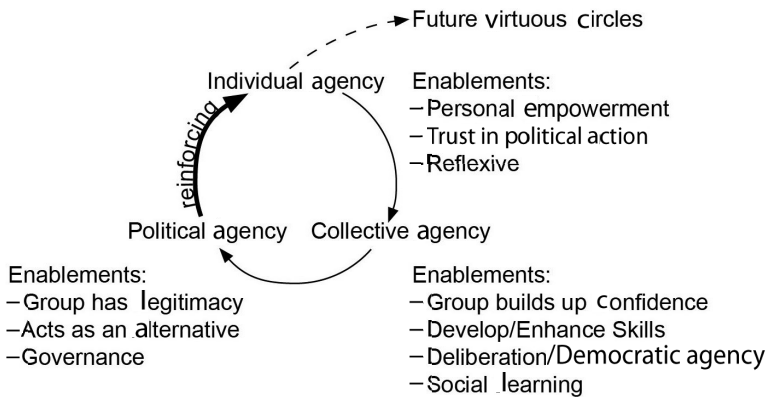 Future virtuous circles
Individual agency
Enablements:
–Personal empowerment
–Trust in political action
–Reflexive
reinforcing
Political agency
Collective agency
Enablements:
–Group has legitimacy
–Acts as an alternative
–Governance
Enablements:
–Group builds up confidence
–Develop/Enhance Skills
–Deliberation/Democratic agency
–Social learning